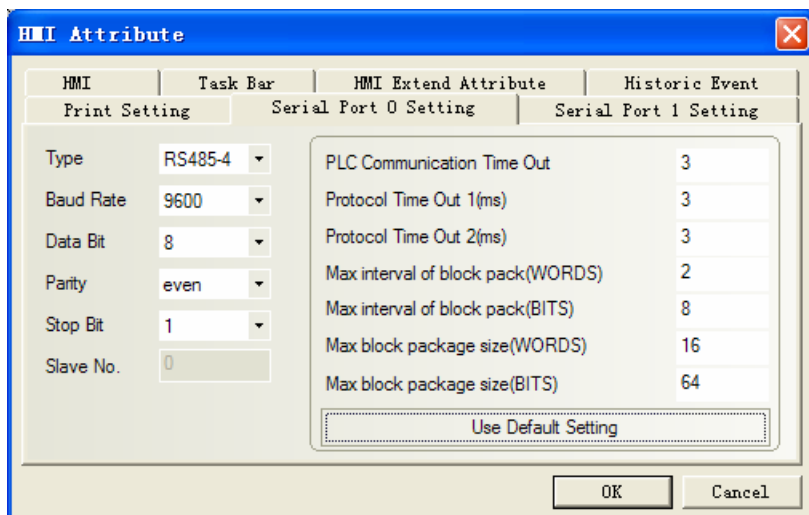 HMI Attribute
HMI Task Bar HMI Extend Attribute Historic Event
Print Setting Serial Port 0 Setting Serial Port 1 Setting
Type RS485-4
Baud Rate 9600
Data Bit 8
Parity even
Stop Bit 1
Slave No. 0
PLC Communication Time Out 3
Protocol Time Out 1(ms) 3
Protocol Time Out 2(ms) 3
Max interval of block pack(WORDS) 2
Max interval of block pack(BITS) 8
Max block package size(WORDS) 16
Max block package size(BITS) 64
Use Default Setting
OK Cancel